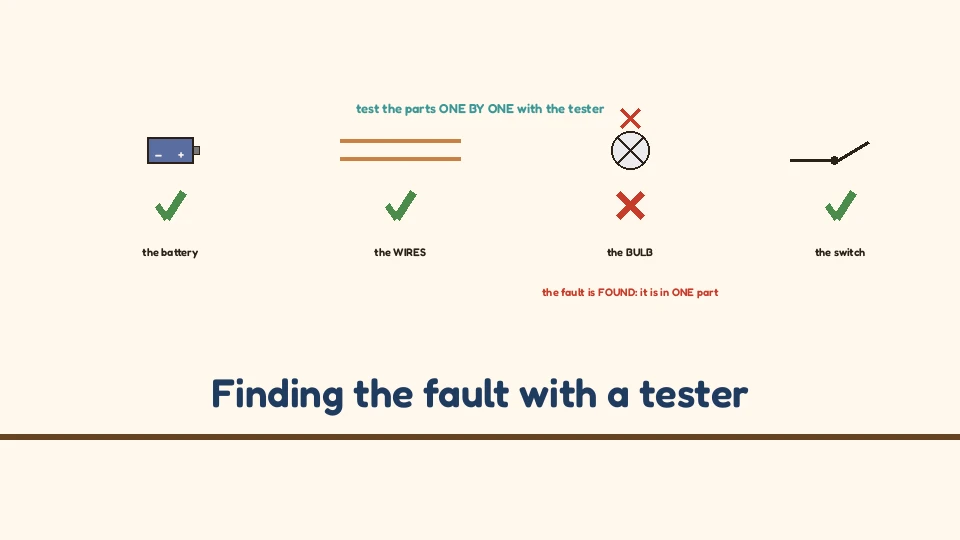 test the parts ONE BY ONE with the tester
the battery
the WIRES
the BULB
the switch
the fault is FOUND: it is in ONE part
Finding the fault with a tester